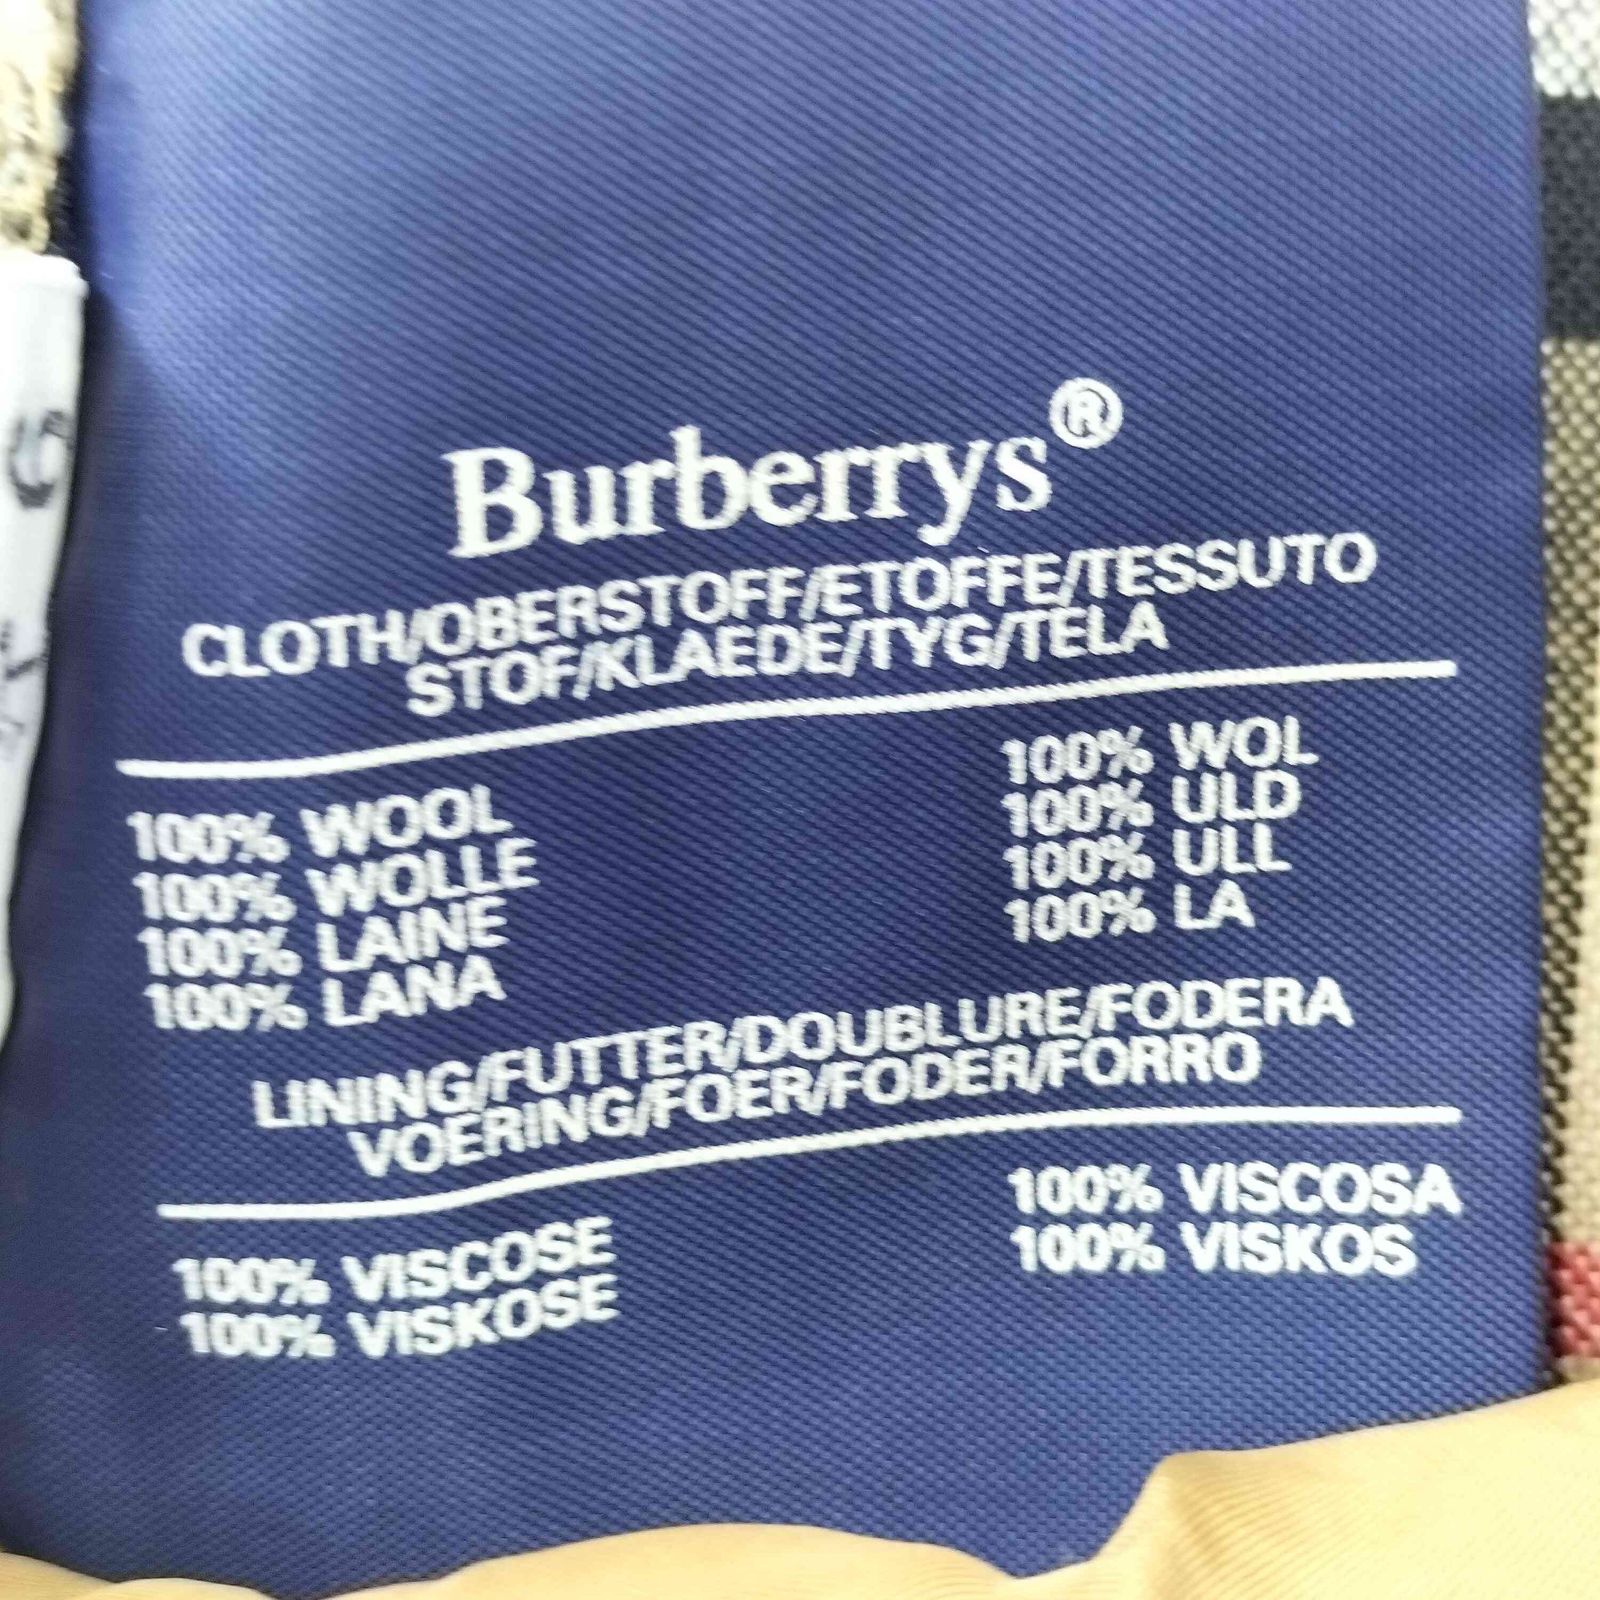 Burberrys®
CLOTH/OBERSTOFF/ETOFFE/TESSUTO
STOF/KLAEDE/TYG/TELA
100% WOOL
100% WOLLE
100% LAINE
100% LANA
100% WOL
100% ULD
100% ULL
100% LA
LINING/FUTTER/DOUBLURE/FODERA
VOERING/FOER/FODER/FORRO
100% VISCOSE
100% VISKOSE
100% VISCOSA
100% VISKOS